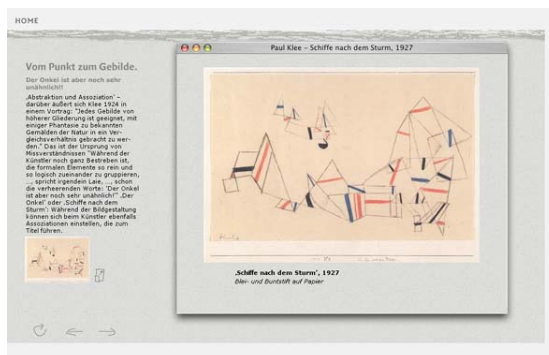 HOME
Vom Punkt zum Gebilde.
Der Onkel ist aber noch sehr
unähnlich!!
‚Abstraktion und Assoziation' –
darüber äußert sich Klee 1924 in
einem Vortrag: "Jedes Gebilde von
höherer Gliederung ist geeignet, mit
einiger Phantasie zu bekannten
Gemälden der Natur in ein Ver-
gleichsverhältnis gebracht zu wer-
den." Das ist der Ursprung von
Missverständnissen "Während der
Künstler noch ganz Bestreben ist,
die formalen Elemente so rein und
so logisch zueinander zu gruppieren,
..., spricht irgendein Laie, ..., schon
die verheerenden Worte: 'Der Onkel
ist aber noch sehr unähnlich!'" ‚Der
Onkel' oder ‚Schiffe nach dem
Sturm': Während der Bildgestaltung
können sich beim Künstler ebenfalls
Assoziationen einstellen, die zum
Titel führen.
Paul Klee – Schiffe nach dem Sturm, 1927
‚Schiffe nach dem Sturm', 1927
Blei- und Buntstift auf Papier